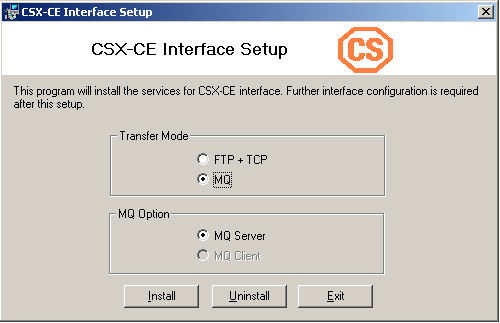 CSX-CE Interface Setup
CSX-CE Interface Setup
CS
This program will install the services for CSX-CE interface. Further interface configuration is required
after this setup.
Transfer Mode
FTP + TCP
MQ
MQ Option
MQ Server
MQ Client
Install Uninstall Exit